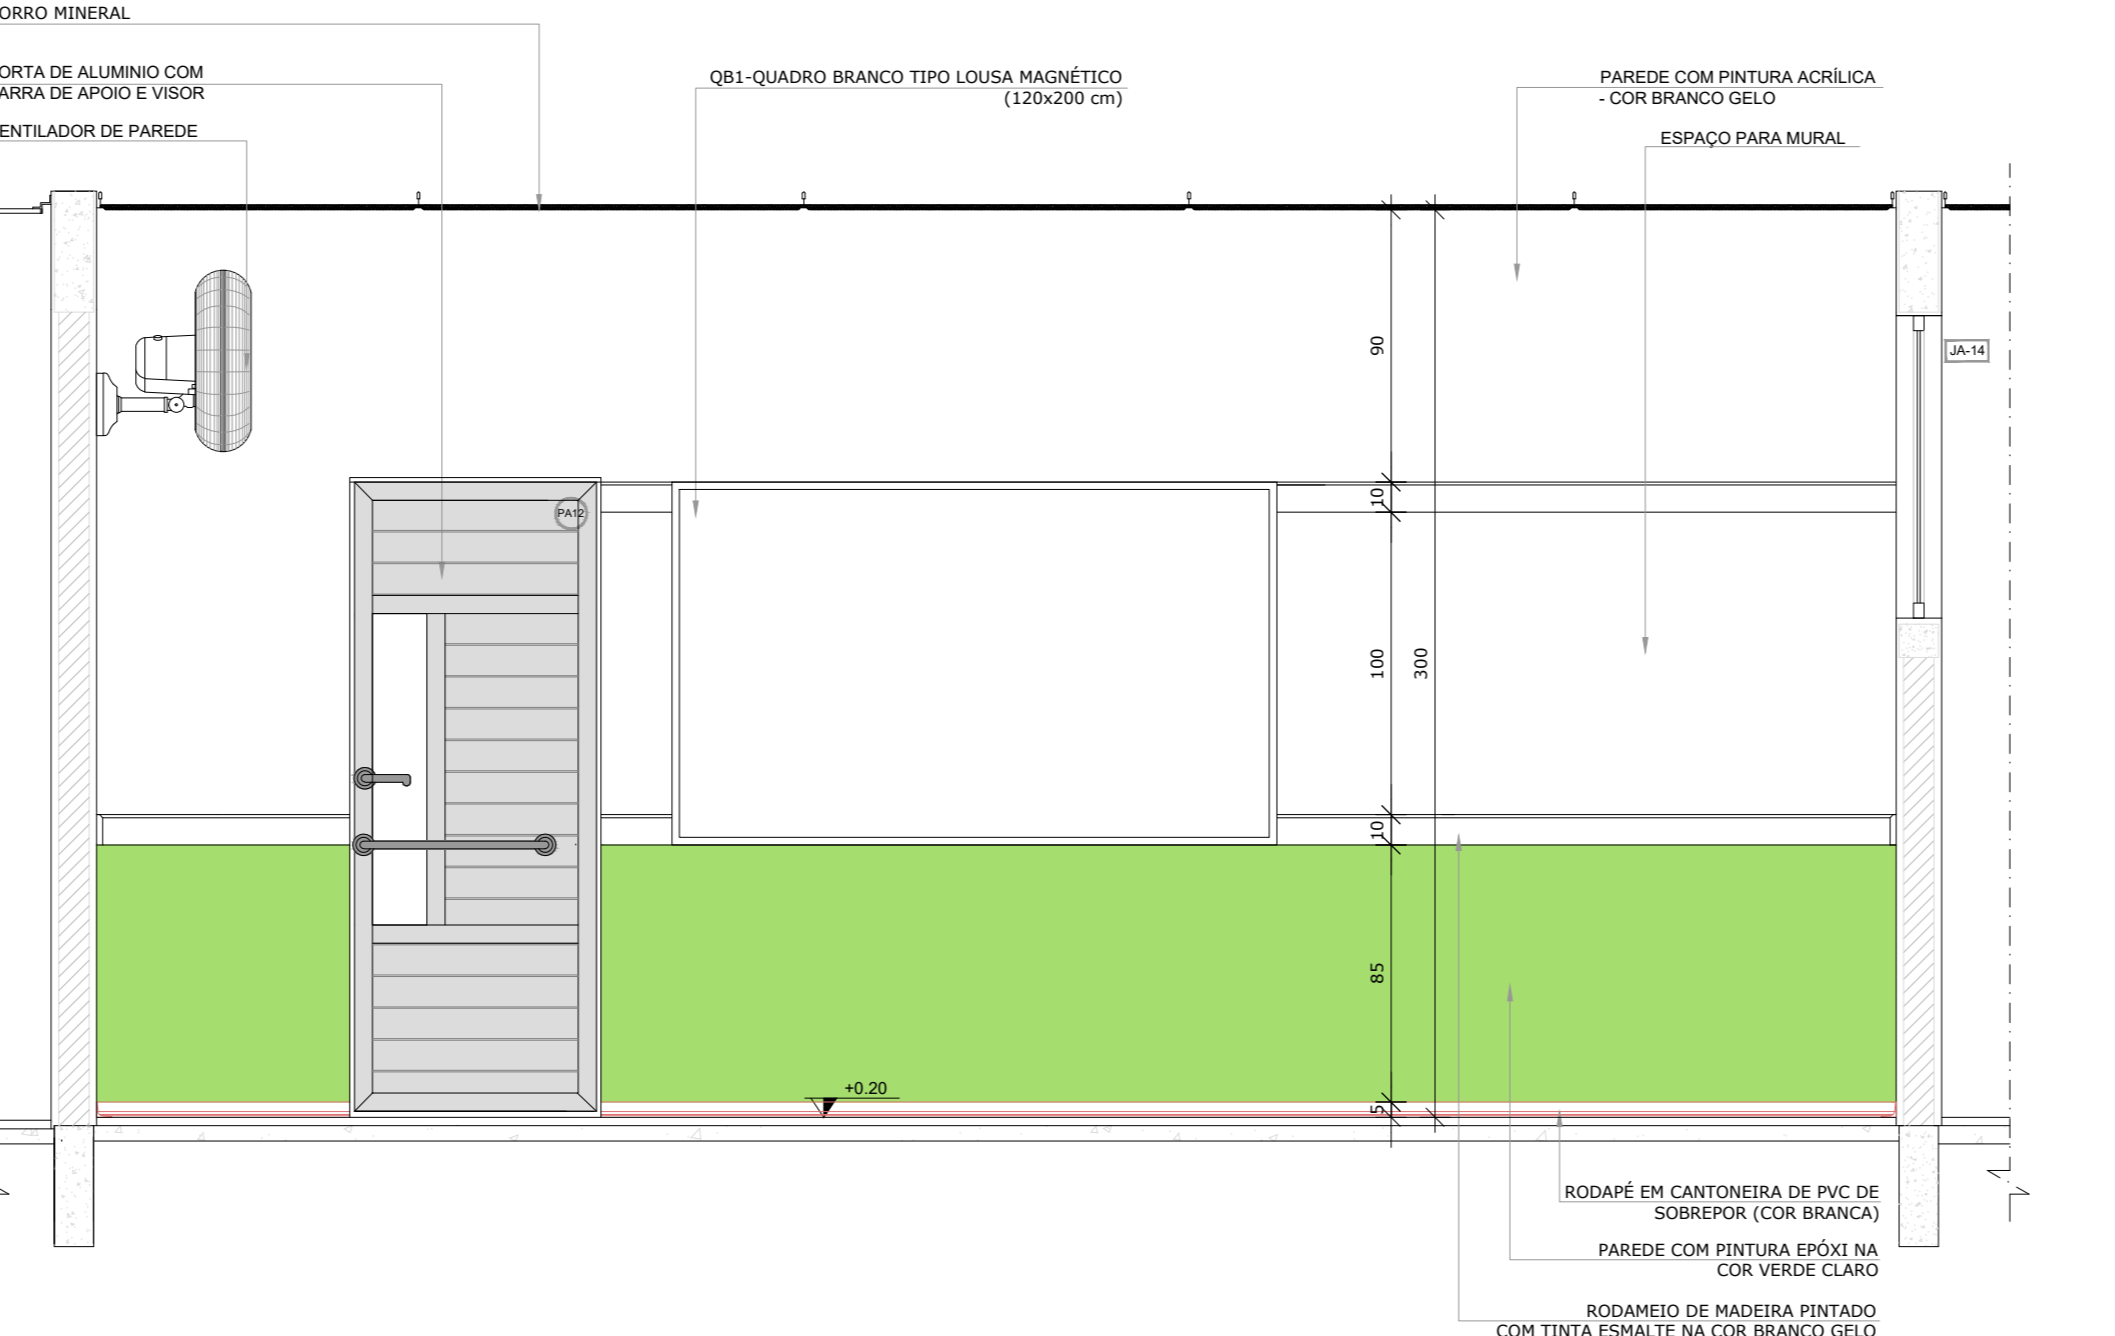 ORRO MINERAL
ORTA DE ALUMINIO COM
ARRA DE APOIO E VISOR
ENTILADOR DE PAREDE
QB1-QUADRO BRANCO TIPO LOUSA MAGNÉTICO
(120x200 cm)
PAREDE COM PINTURA ACRÍLICA
- COR BRANCO GELO
ESPAÇO PARA MURAL
90
JA-14
10
PA12
100
300
10
85
+0.20
5
RODAPÉ EM CANTONEIRA DE PVC DE
SOBREPOR (COR BRANCA)
PAREDE COM PINTURA EPÓXI NA
COR VERDE CLARO
RODAMEIO DE MADEIRA PINTADO
COM TINTA ESMALTE NA COR BRANCO GELO